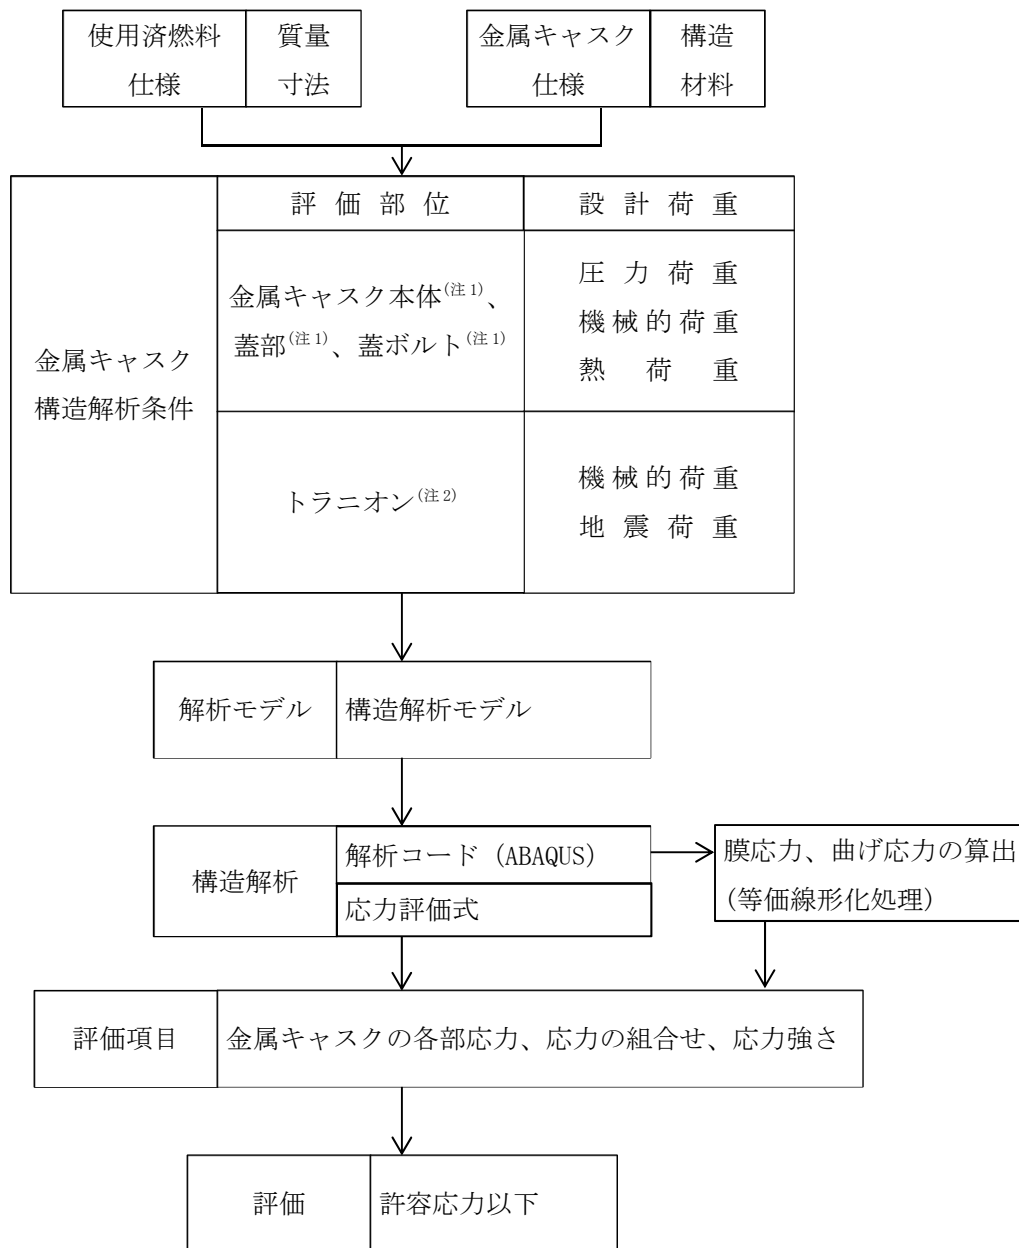 使用済燃料
仕様
質量
寸法
金属キャスク
仕様
構造
材料
金属キャスク
構造解析条件
評価部位
設計荷重
金属キャスク本体(注1)、
蓋部(注1)、蓋ボルト(注1)
圧力荷重
機械的荷重
熱荷重
トラニオン(注2)
機械的荷重
地震荷重
解析モデル
構造解析モデル
構造解析
解析コード (ABAQUS)
応力評価式
膜応力、曲げ応力の算出
(等価線形化処理)
評価項目
金属キャスクの各部応力、応力の組合せ、応力強さ
評価
許容応力以下